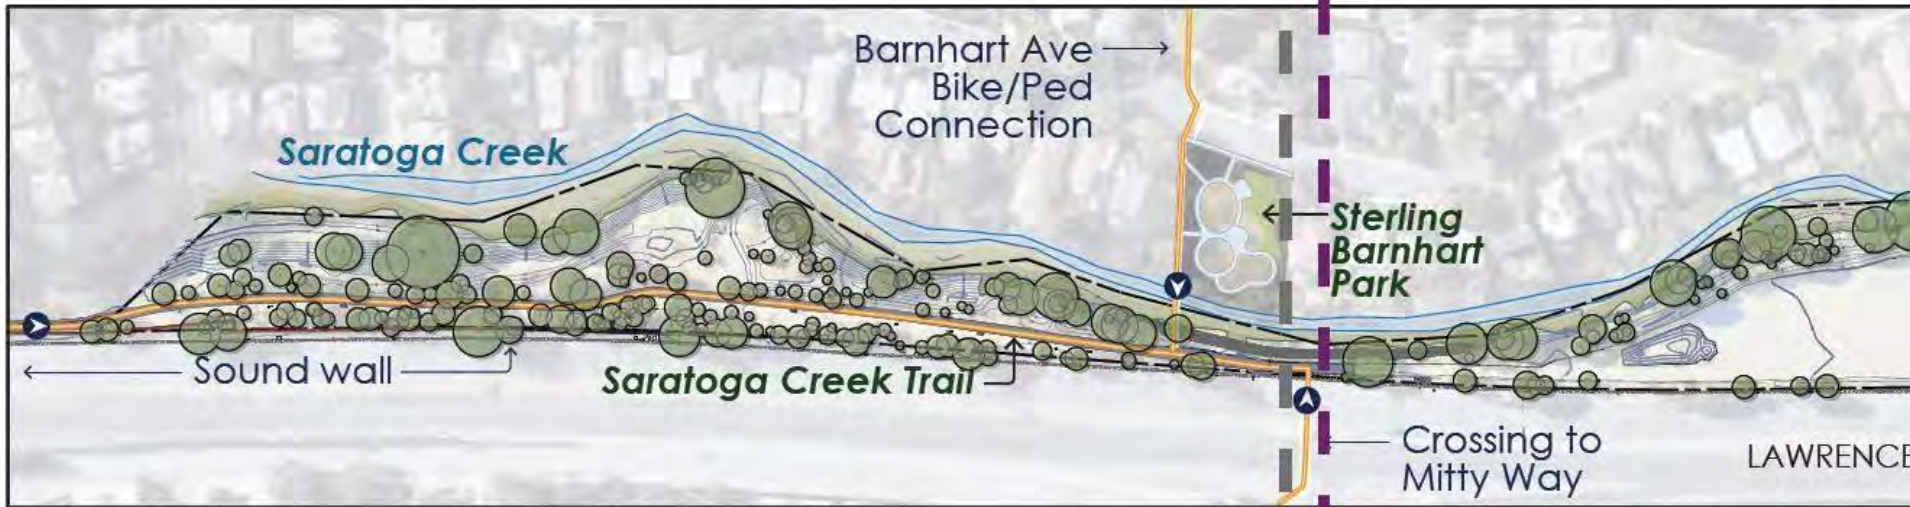 Barnhart Ave
Bike/Ped
Connection
Saratoga Creek
Sterling
Barnhart
Park
Sound wall
Saratoga Creek Trail
Crossing to
Mitty Way
LAWRENCE